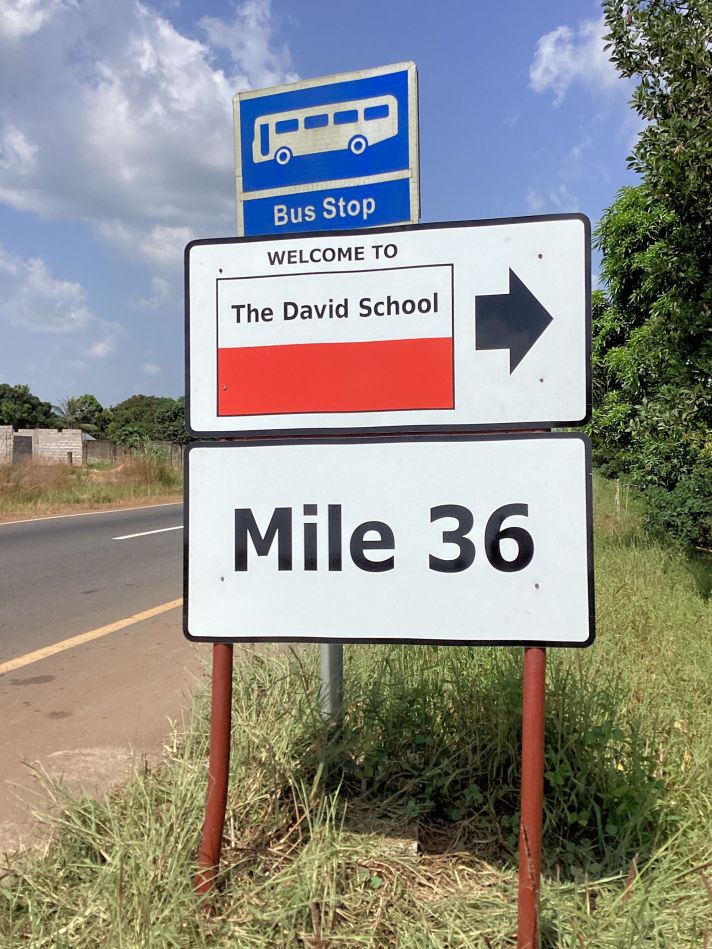 Bus Stop
WELCOME TO
The David School
Mile 36